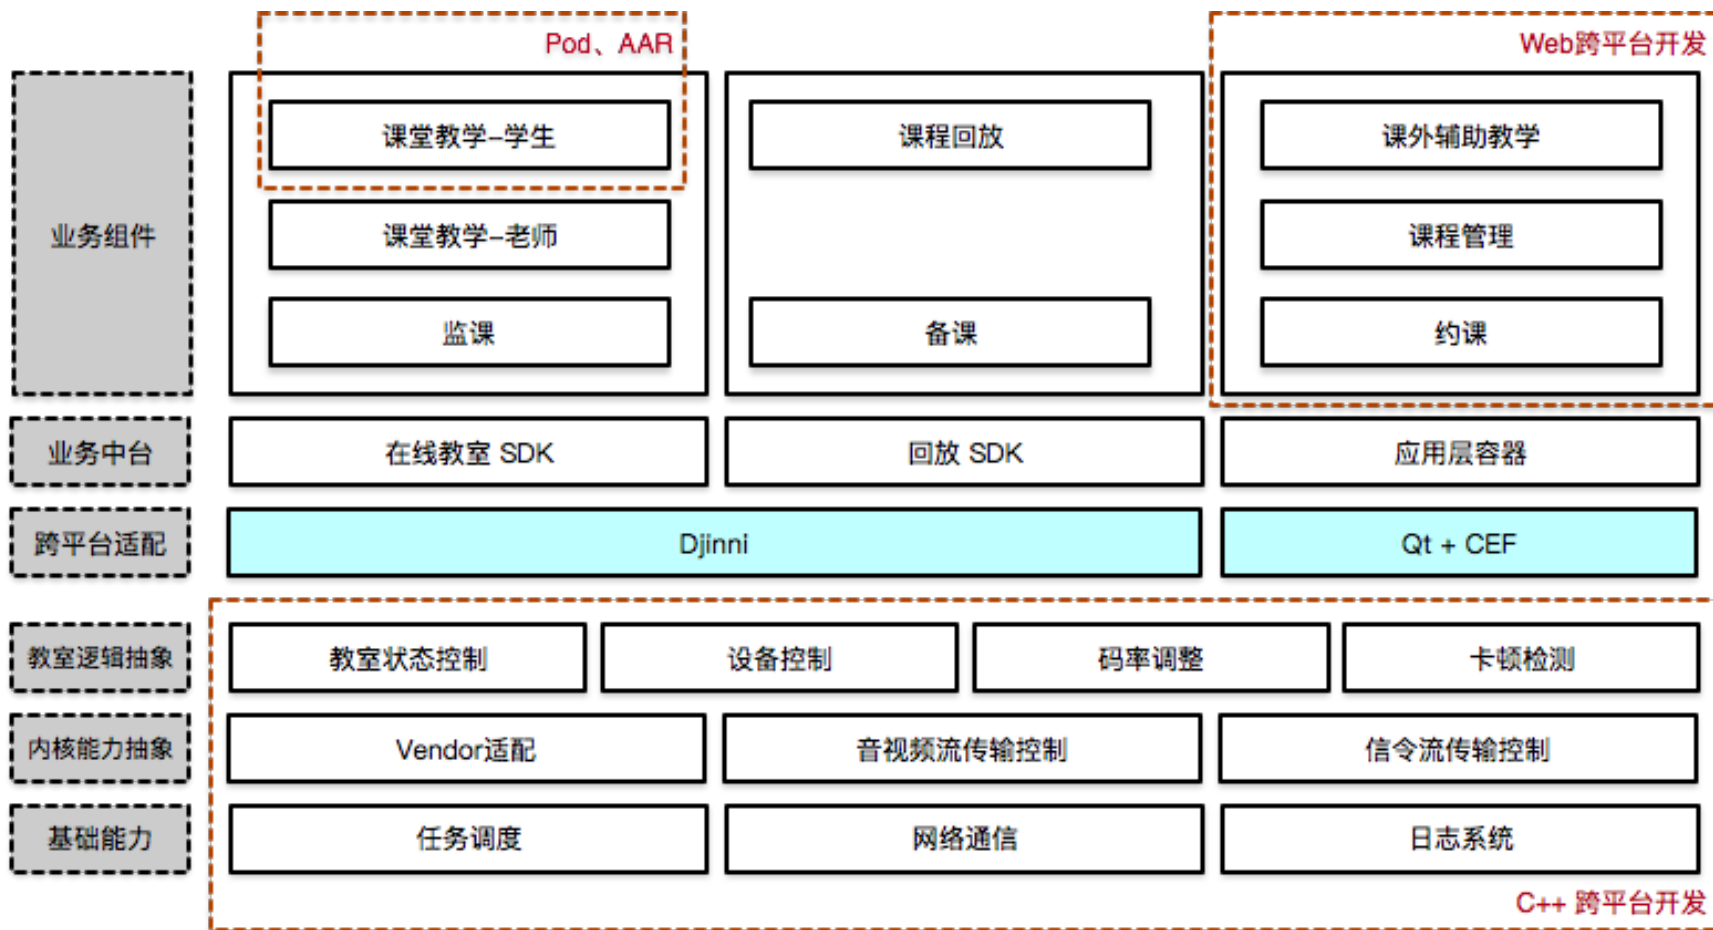 Pod、AAR
Web跨平台开发
业务组件
课堂教学-学生
课程回放
课外辅助教学
课堂教学-老师
课程管理
监课
备课
约课
业务中台
在线教室 SDK
回放 SDK
应用层容器
跨平台适配
Djinni
Qt + CEF
教室逻辑抽象
教室状态控制
设备控制
码率调整
卡顿检测
内核能力抽象
Vendor适配
音视频流传输控制
信令流传输控制
基础能力
任务调度
网络通信
日志系统
C++ 跨平台开发